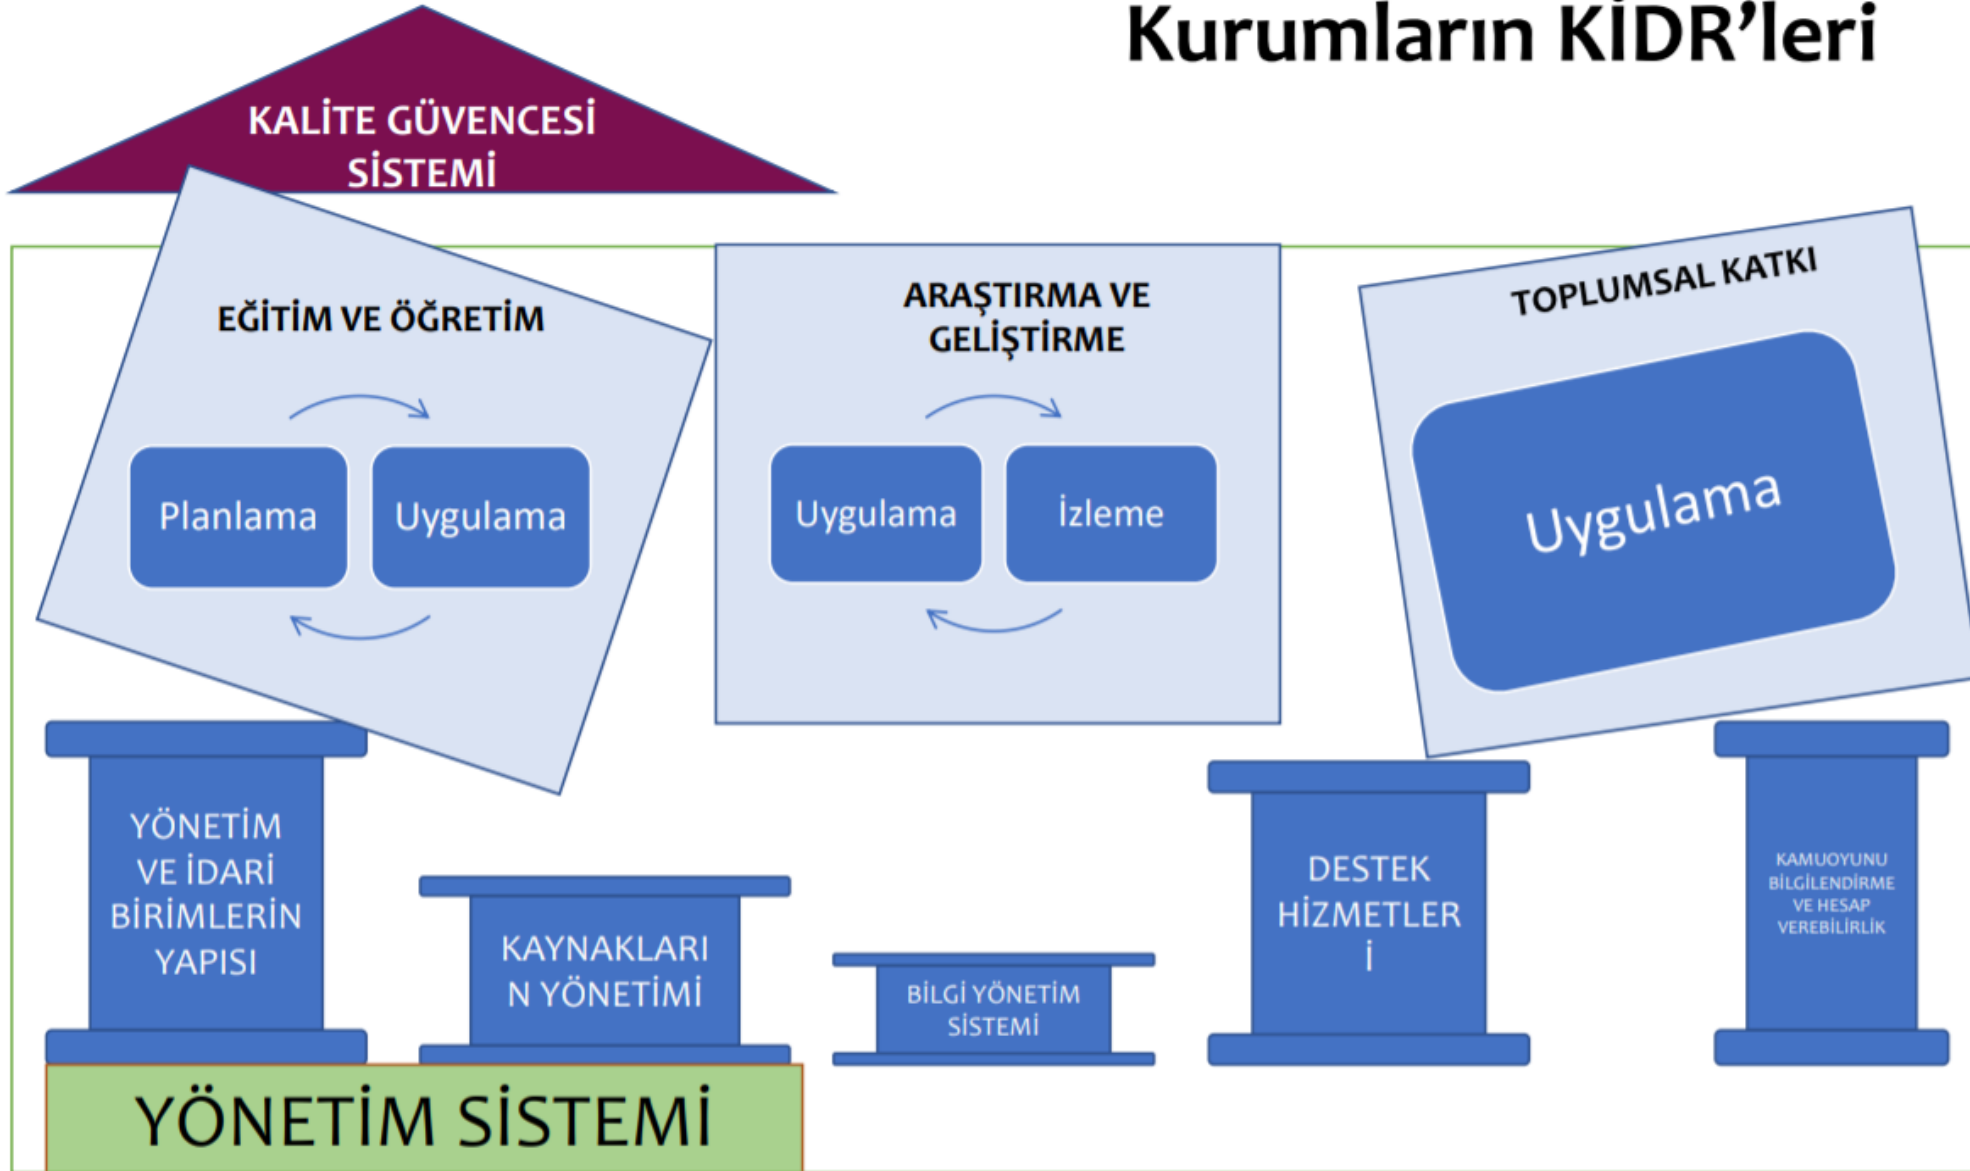 Kurumların KİDR’leri
KALİTE GÜVENCESİ
SİSTEMİ
EĞİTİM VE ÖĞRETİM
Planlama
Uygulama
ARAŞTIRMA VE
GELİŞTİRME
Uygulama
İzleme
TOPLUMSAL KATKI
Uygulama
YÖNETİM
VE İDARİ
BİRİMLERİN
YAPISI
KAYNAKLARI
N YÖNETİMİ
BİLGİ YÖNETİM
SİSTEMİ
DESTEK
HİZMETLER
İ
KAMUOYUNU
BİLGİLENDİRME
VE HESAP
VEREBİLİRLİK
YÖNETİM SİSTEMİ